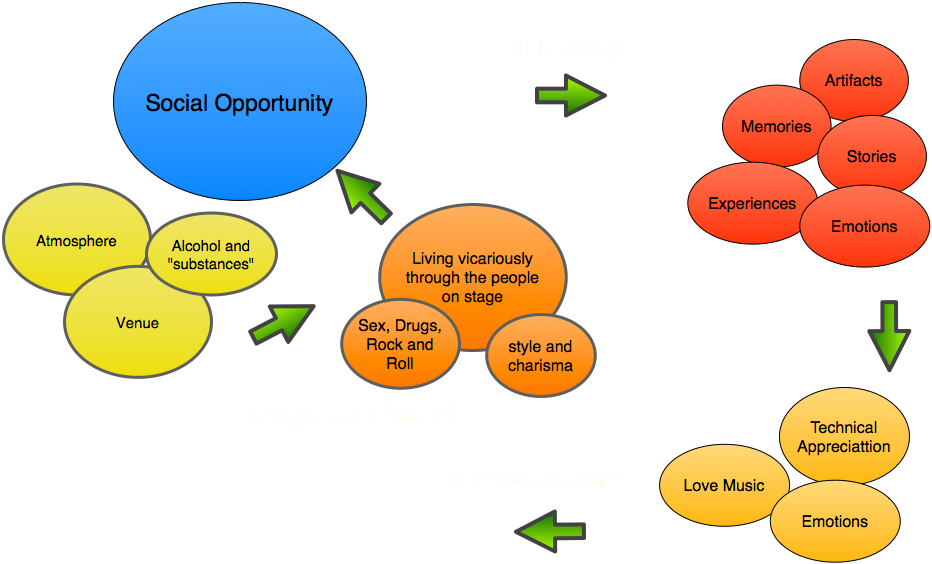 Social Opportunity
Artifacts
Memories
Stories
Experiences
Emotions
Atmosphere
Alcohol and
"substances"
Venue
Living vicariously
through the people
on stage
Sex, Drugs,
Rock and
Roll
style and
charisma
Technical
Appreciattion
Love Music
Emotions